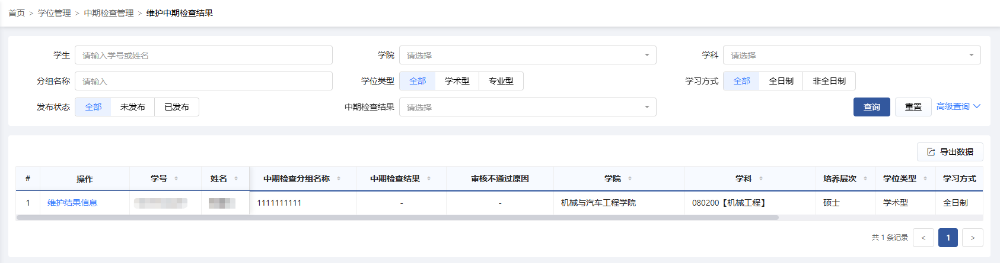 首页 > 学位管理 > 中期检查管理 > 维护中期检查结果
学生 请输入学号或姓名 学院 请选择 学科 请选择
分组名称 请输入 学位类型 全部 学术型 专业型 学习方式 全部 全日制 非全日制
发布状态 全部 未发布 已发布 中期检查结果 请选择 查询 重置 高级查询
导出数据
# 操作 学号 姓名 中期检查分组名称 中期检查结果 审核不通过原因 学院 学科 培养层次 学位类型 学习方式
1 维护结果信息 1111111111 - - 机械与汽车工程学院 080200【机械工程】 硕士 学术型 全日制
共 1 条记录 < 1 >